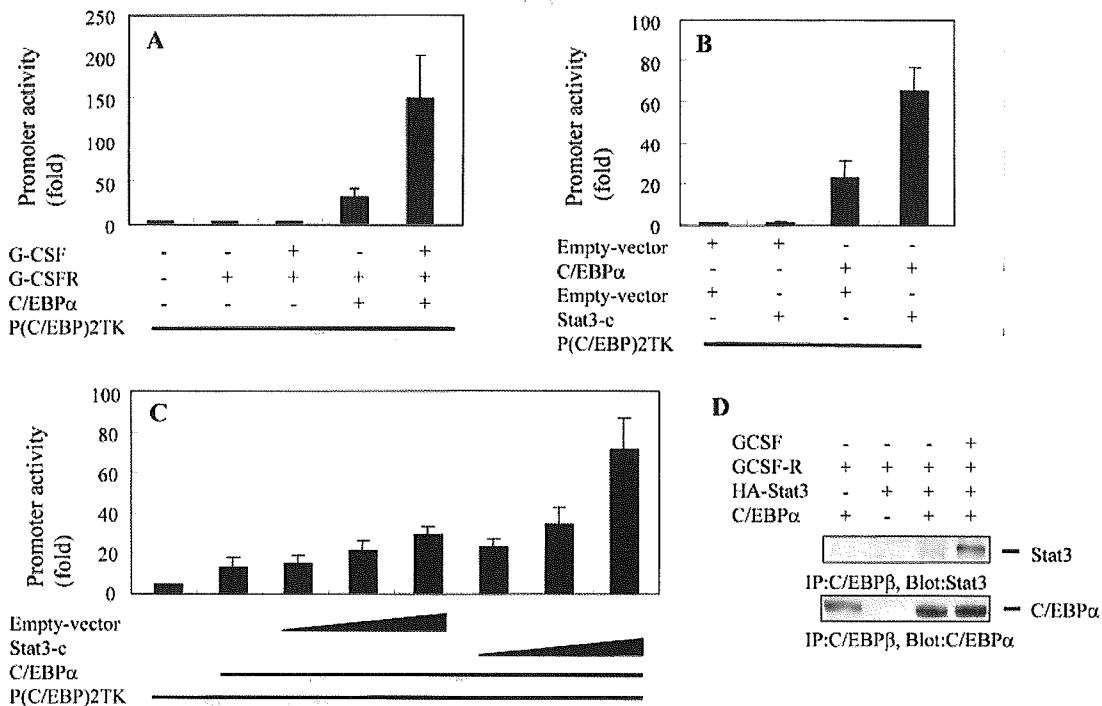 A
Promoter activity
(fold)
250
200
150
100
50
0
G-CSF - - + - +
G-CSFR - + + + +
C/EBPα - - - + +
P(C/EBP)2TK
B
Promoter activity
(fold)
100
80
60
40
20
0
Empty-vector + + - -
C/EBPα - - + +
Empty-vector + - + -
Stat3-c - + - +
P(C/EBP)2TK
C
Promoter activity
(fold)
100
80
60
40
20
0
Empty-vector
Stat3-c
C/EBPα
P(C/EBP)2TK
D
GCSF - - - +
GCSF-R + + + +
HA-Stat3 - + + +
C/EBPα + - + +
Stat3
IP:C/EBPβ, Blot:Stat3
C/EBPα
IP:C/EBPβ, Blot:C/EBPα